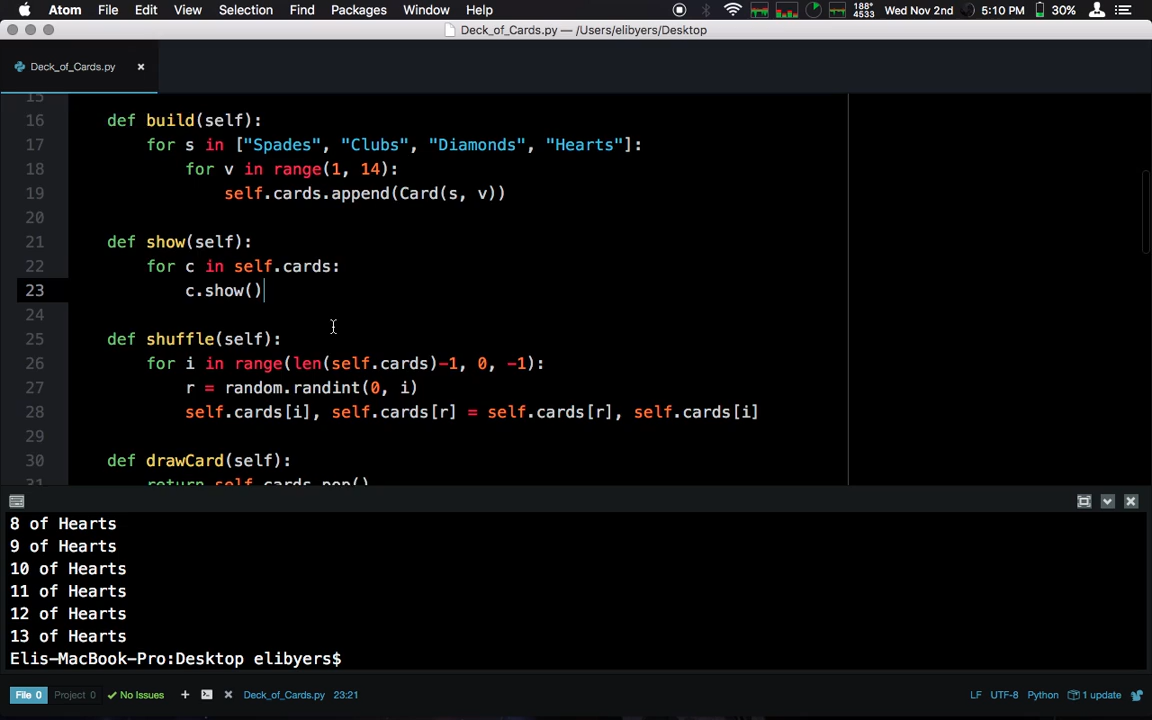 Atom File Edit View Selection Find Packages Window Help 188° 4533 Wed Nov 2nd 5:10 PM 30%
Deck_of_Cards.py — /Users/elibyers/Desktop
Deck_of_Cards.py ×
15
16 def build(self):
17 for s in ["Spades", "Clubs", "Diamonds", "Hearts"]:
18 for v in range(1, 14):
19 self.cards.append(Card(s, v))
20
21 def show(self):
22 for c in self.cards:
23 c.show()
24
25 def shuffle(self):
26 for i in range(len(self.cards)-1, 0, -1):
27 r = random.randint(0, i)
28 self.cards[i], self.cards[r] = self.cards[r], self.cards[i]
29
30 def drawCard(self):
31 return self.cards.pop()
8 of Hearts
9 of Hearts
10 of Hearts
11 of Hearts
12 of Hearts
13 of Hearts
Elis-MacBook-Pro:Desktop elibyers$
File 0 Project 0 No Issues Deck_of_Cards.py 23:21 LF UTF-8 Python 1 update